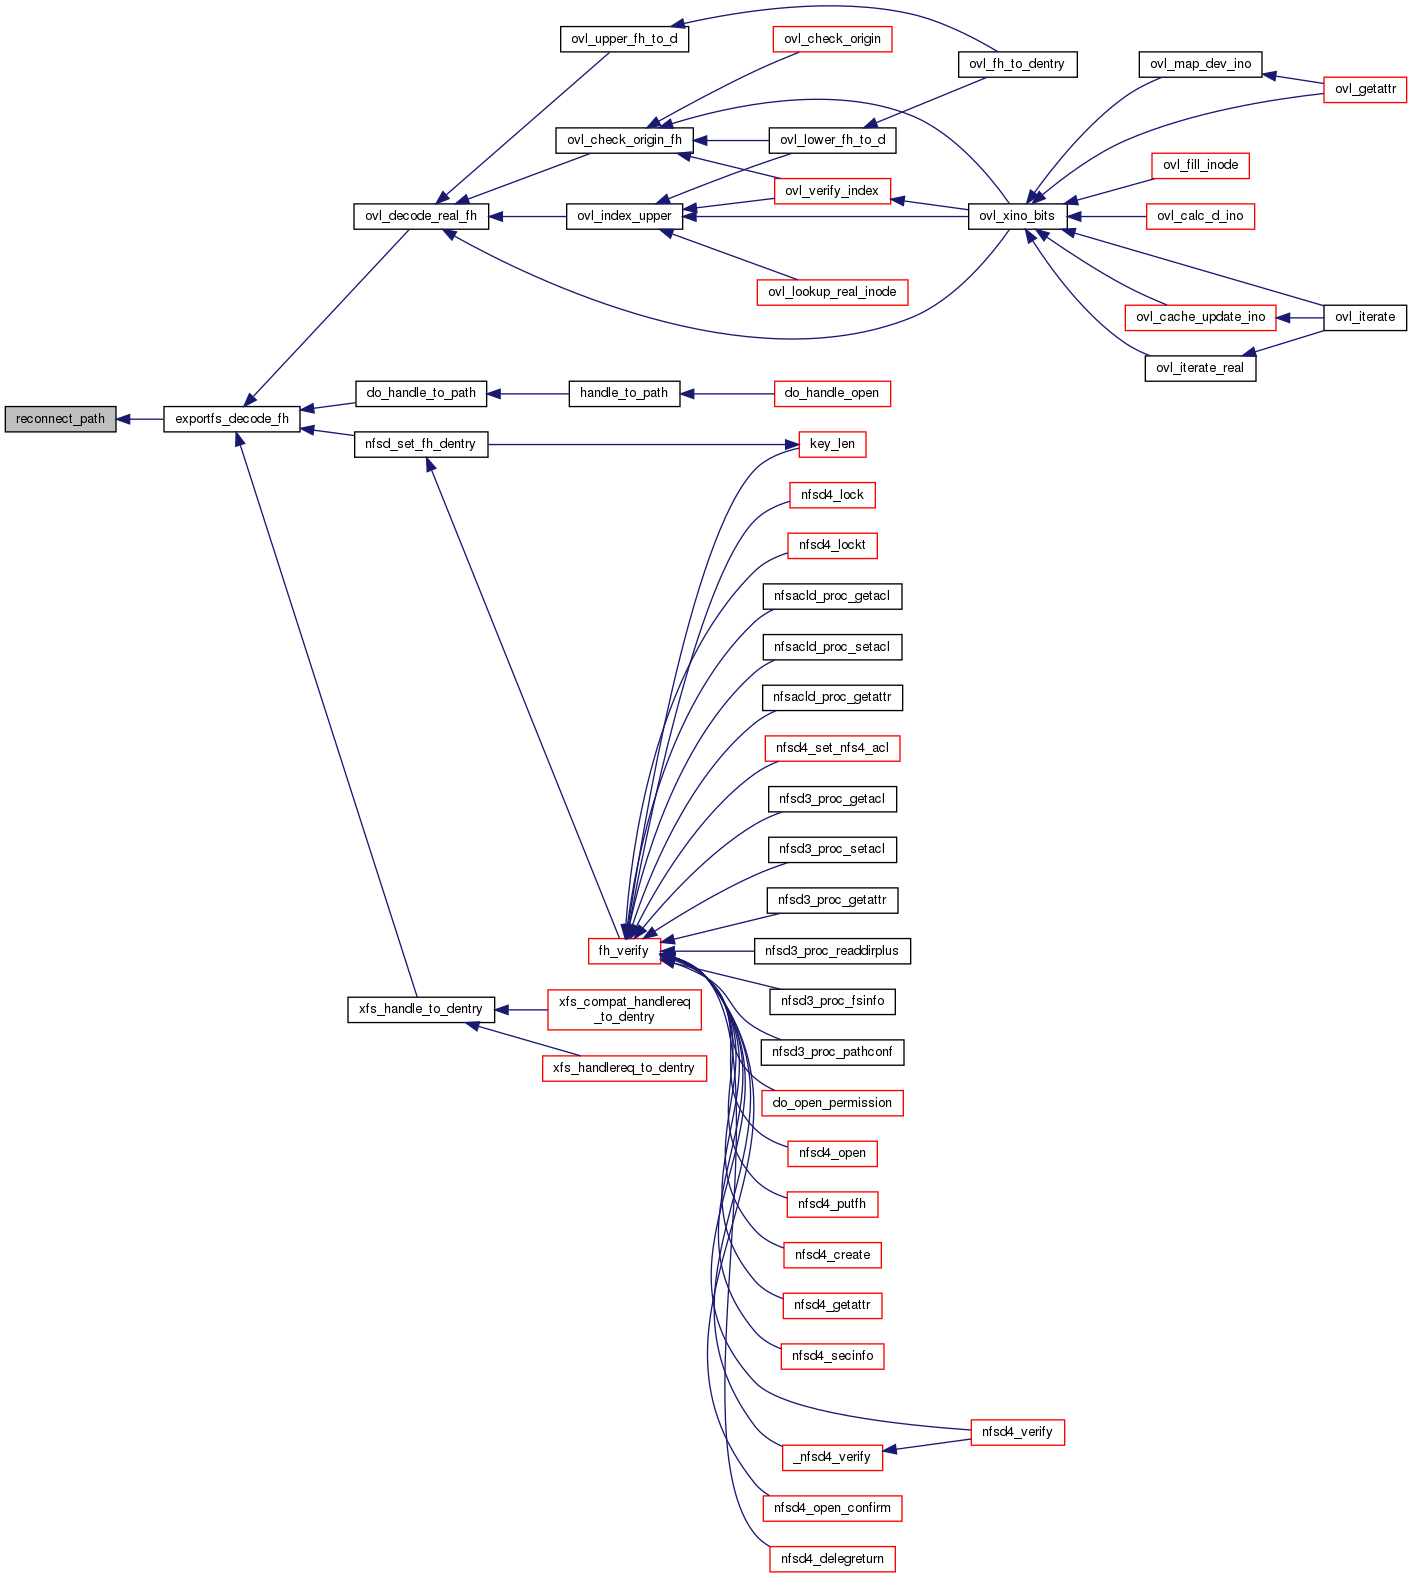 ovl_upper_fh_to_d
ovl_check_origin
ovl_fh_to_dentry
ovl_map_dev_ino
ovl_getattr
ovl_check_origin_fh
ovl_lower_fh_to_d
ovl_fill_inode
ovl_verify_index
ovl_decode_real_fh
ovl_index_upper
ovl_xino_bits
ovl_calc_d_ino
ovl_lookup_real_inode
ovl_cache_update_ino
ovl_iterate
ovl_iterate_real
do_handle_to_path
handle_to_path
do_handle_open
reconnect_path
exportfs_decode_fh
nfsd_set_fh_dentry
key_len
nfsd4_lock
nfsd4_lockt
nfsacld_proc_getacl
nfsacld_proc_setacl
nfsacld_proc_getattr
nfsd4_set_nfs4_acl
nfsd3_proc_getacl
nfsd3_proc_setacl
nfsd3_proc_getattr
fh_verify
nfsd3_proc_readdirplus
nfsd3_proc_fsinfo
xfs_handle_to_dentry
xfs_compat_handlereq
_to_dentry
nfsd3_proc_pathconf
xfs_handlereq_to_dentry
do_open_permission
nfsd4_open
nfsd4_putfh
nfsd4_create
nfsd4_getattr
nfsd4_secinfo
nfsd4_verify
_nfsd4_verify
nfsd4_open_confirm
nfsd4_delegreturn